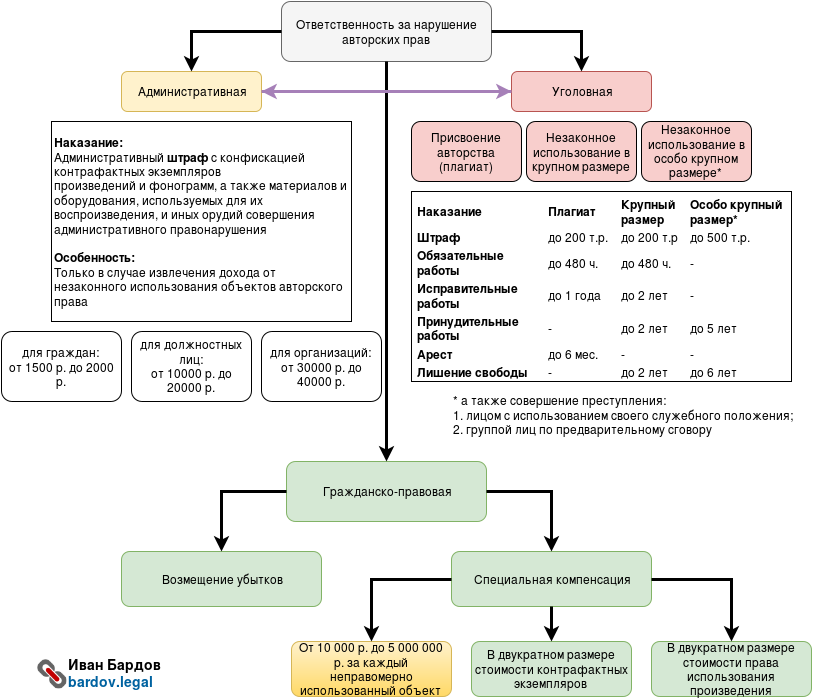 Ответственность за нарушение
авторских прав
Административная
Уголовная
Наказание:
Административный штраф с конфискацией
контрафактных экземпляров
произведений и фонограмм, а также материалов и
оборудования, используемых для их
воспроизведения, и иных орудий совершения
административного правонарушения
Особенность:
Только в случае извлечения дохода от
незаконного использования объектов авторского
права
для граждан:
от 1500 р. до 2000
р.
для должностных
лиц:
от 10000 р. до
20000 р.
для организаций:
от 30000 р. до
40000 р.
Присвоение
авторства
(плагиат)
Незаконное
использование в
крупном размере
Незаконное
использование в
особо крупном
размере*
Наказание Плагиат Крупный размер Особо крупный размер*
Штраф до 200 т.р. до 200 т.р до 500 т.р.
Обязательные работы до 480 ч. до 480 ч. -
Исправительные работы до 1 года до 2 лет -
Принудительные работы - до 2 лет до 5 лет
Арест до 6 мес. - -
Лишение свободы - до 2 лет до 6 лет
* а также совершение преступления:
1. лицом с использованием своего служебного положения;
2. группой лиц по предварительному сговору
Гражданско-правовая
Возмещение убытков
Специальная компенсация
От 10 000 р. до 5 000 000
р. за каждый
неправомерно
использованный объект
В двукратном размере
стоимости контрафактных
экземпляров
В двукратном размере
стоимости права
использования
произведения
Иван Бардов
bardov.legal